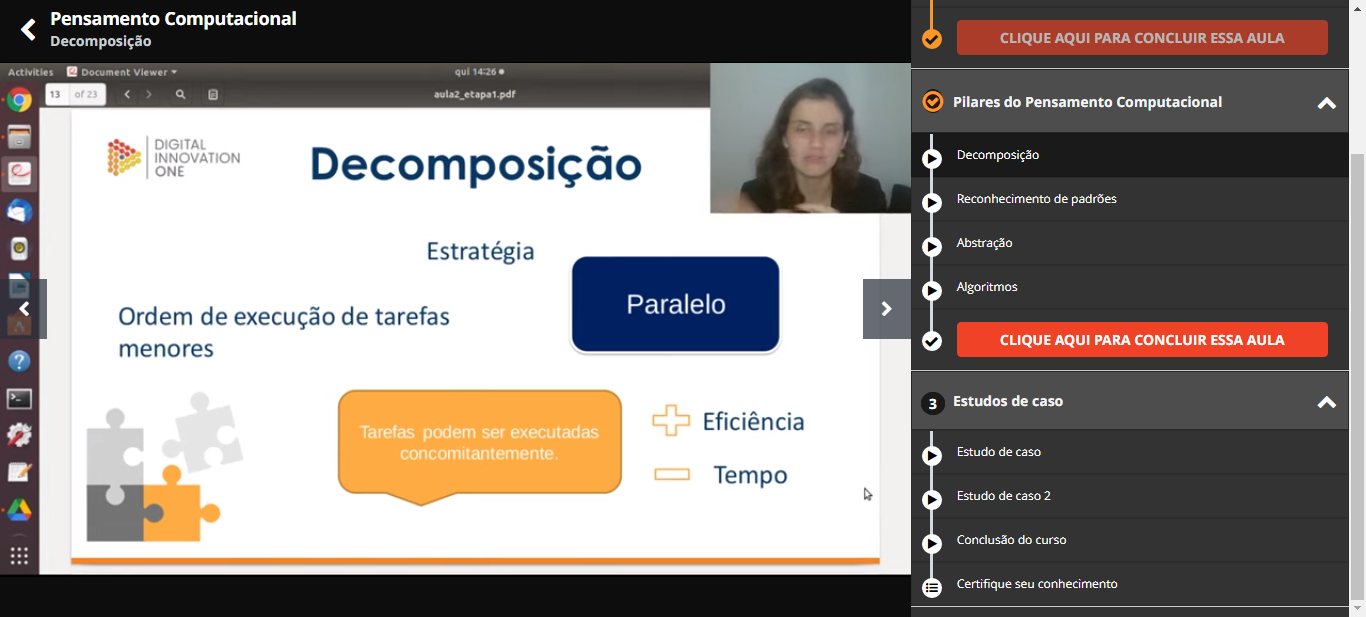 Pensamento Computacional
Decomposição
Activities
Document Viewer
qui 14:26
13 of 23
aula2_etapa1.pdf
DIGITAL
INNOVATION
ONE
Decomposição
Estratégia
Paralelo
Ordem de execução de tarefas
menores
Tarefas podem ser executadas
concomitantemente.
Eficiência
Tempo
CLIQUE AQUI PARA CONCLUIR ESSA AULA
Pilares do Pensamento Computacional
Decomposição
Reconhecimento de padrões
Abstração
Algoritmos
CLIQUE AQUI PARA CONCLUIR ESSA AULA
3 Estudos de caso
Estudo de caso
Estudo de caso 2
Conclusão do curso
Certifique seu conhecimento